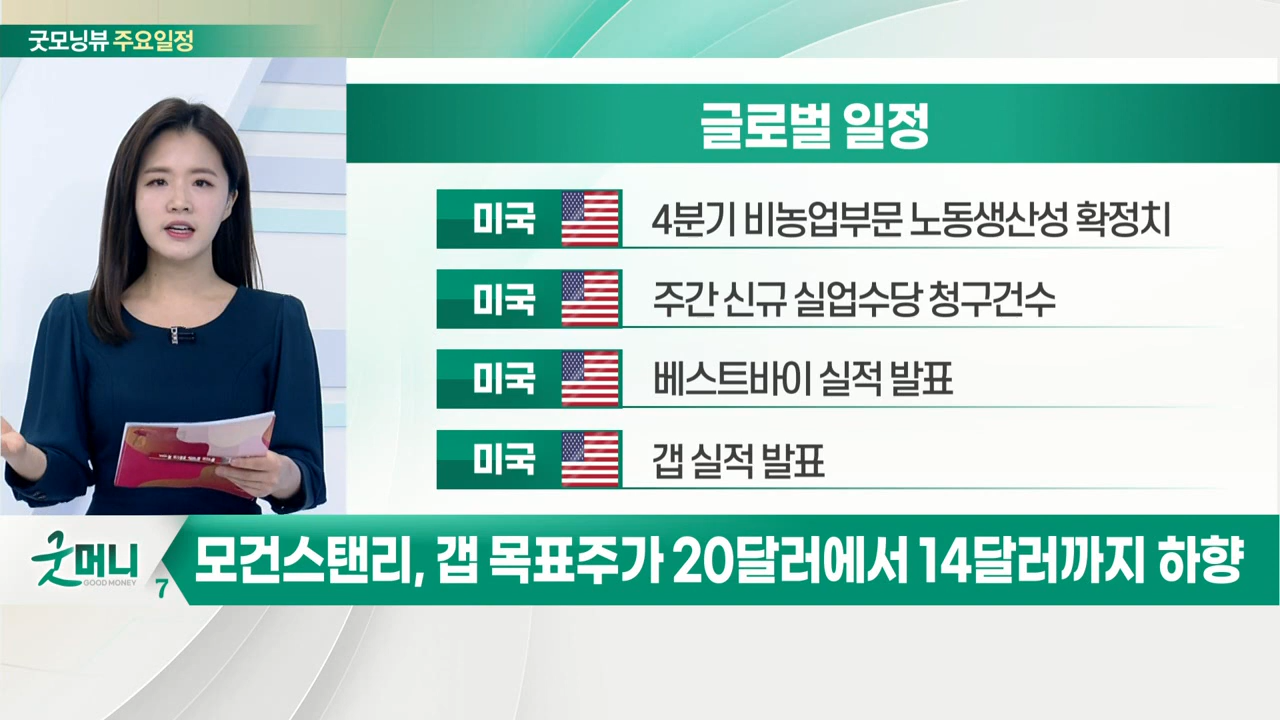 굿모닝뷰 주요일정
글로벌 일정
미국 4분기 비농업부문 노동생산성 확정치
미국 주간 신규 실업수당 청구건수
미국 베스트바이 실적 발표
미국 갭 실적 발표
굿머니
GOOD MONEY
7
모건스탠리, 갭 목표주가 20달러에서 14달러까지 하향